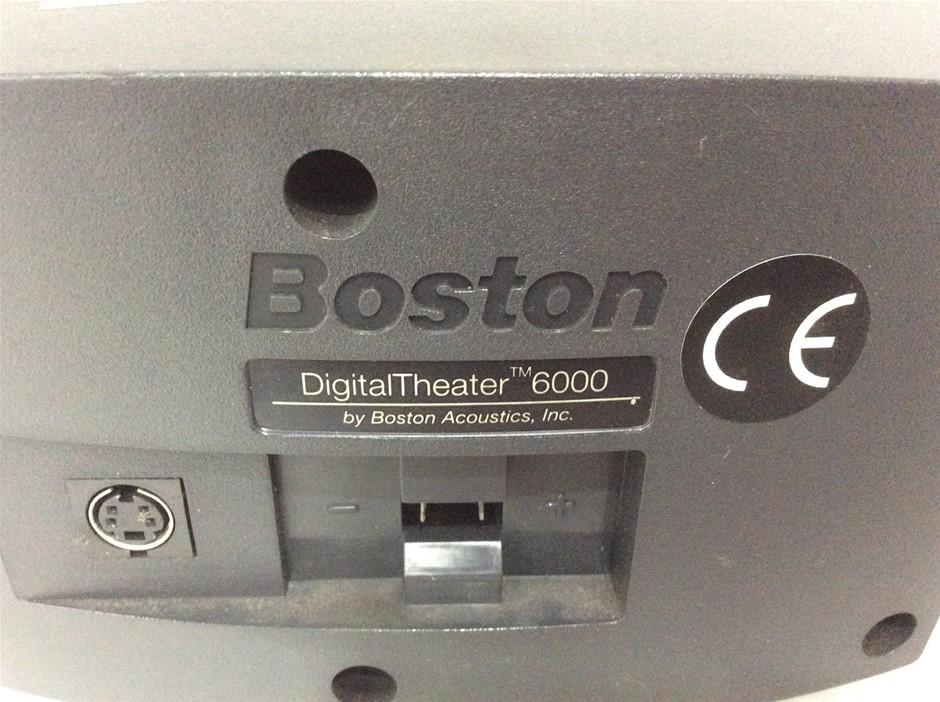 Boston
CE
DigitalTheater™6000
by Boston Acoustics, Inc.
- +